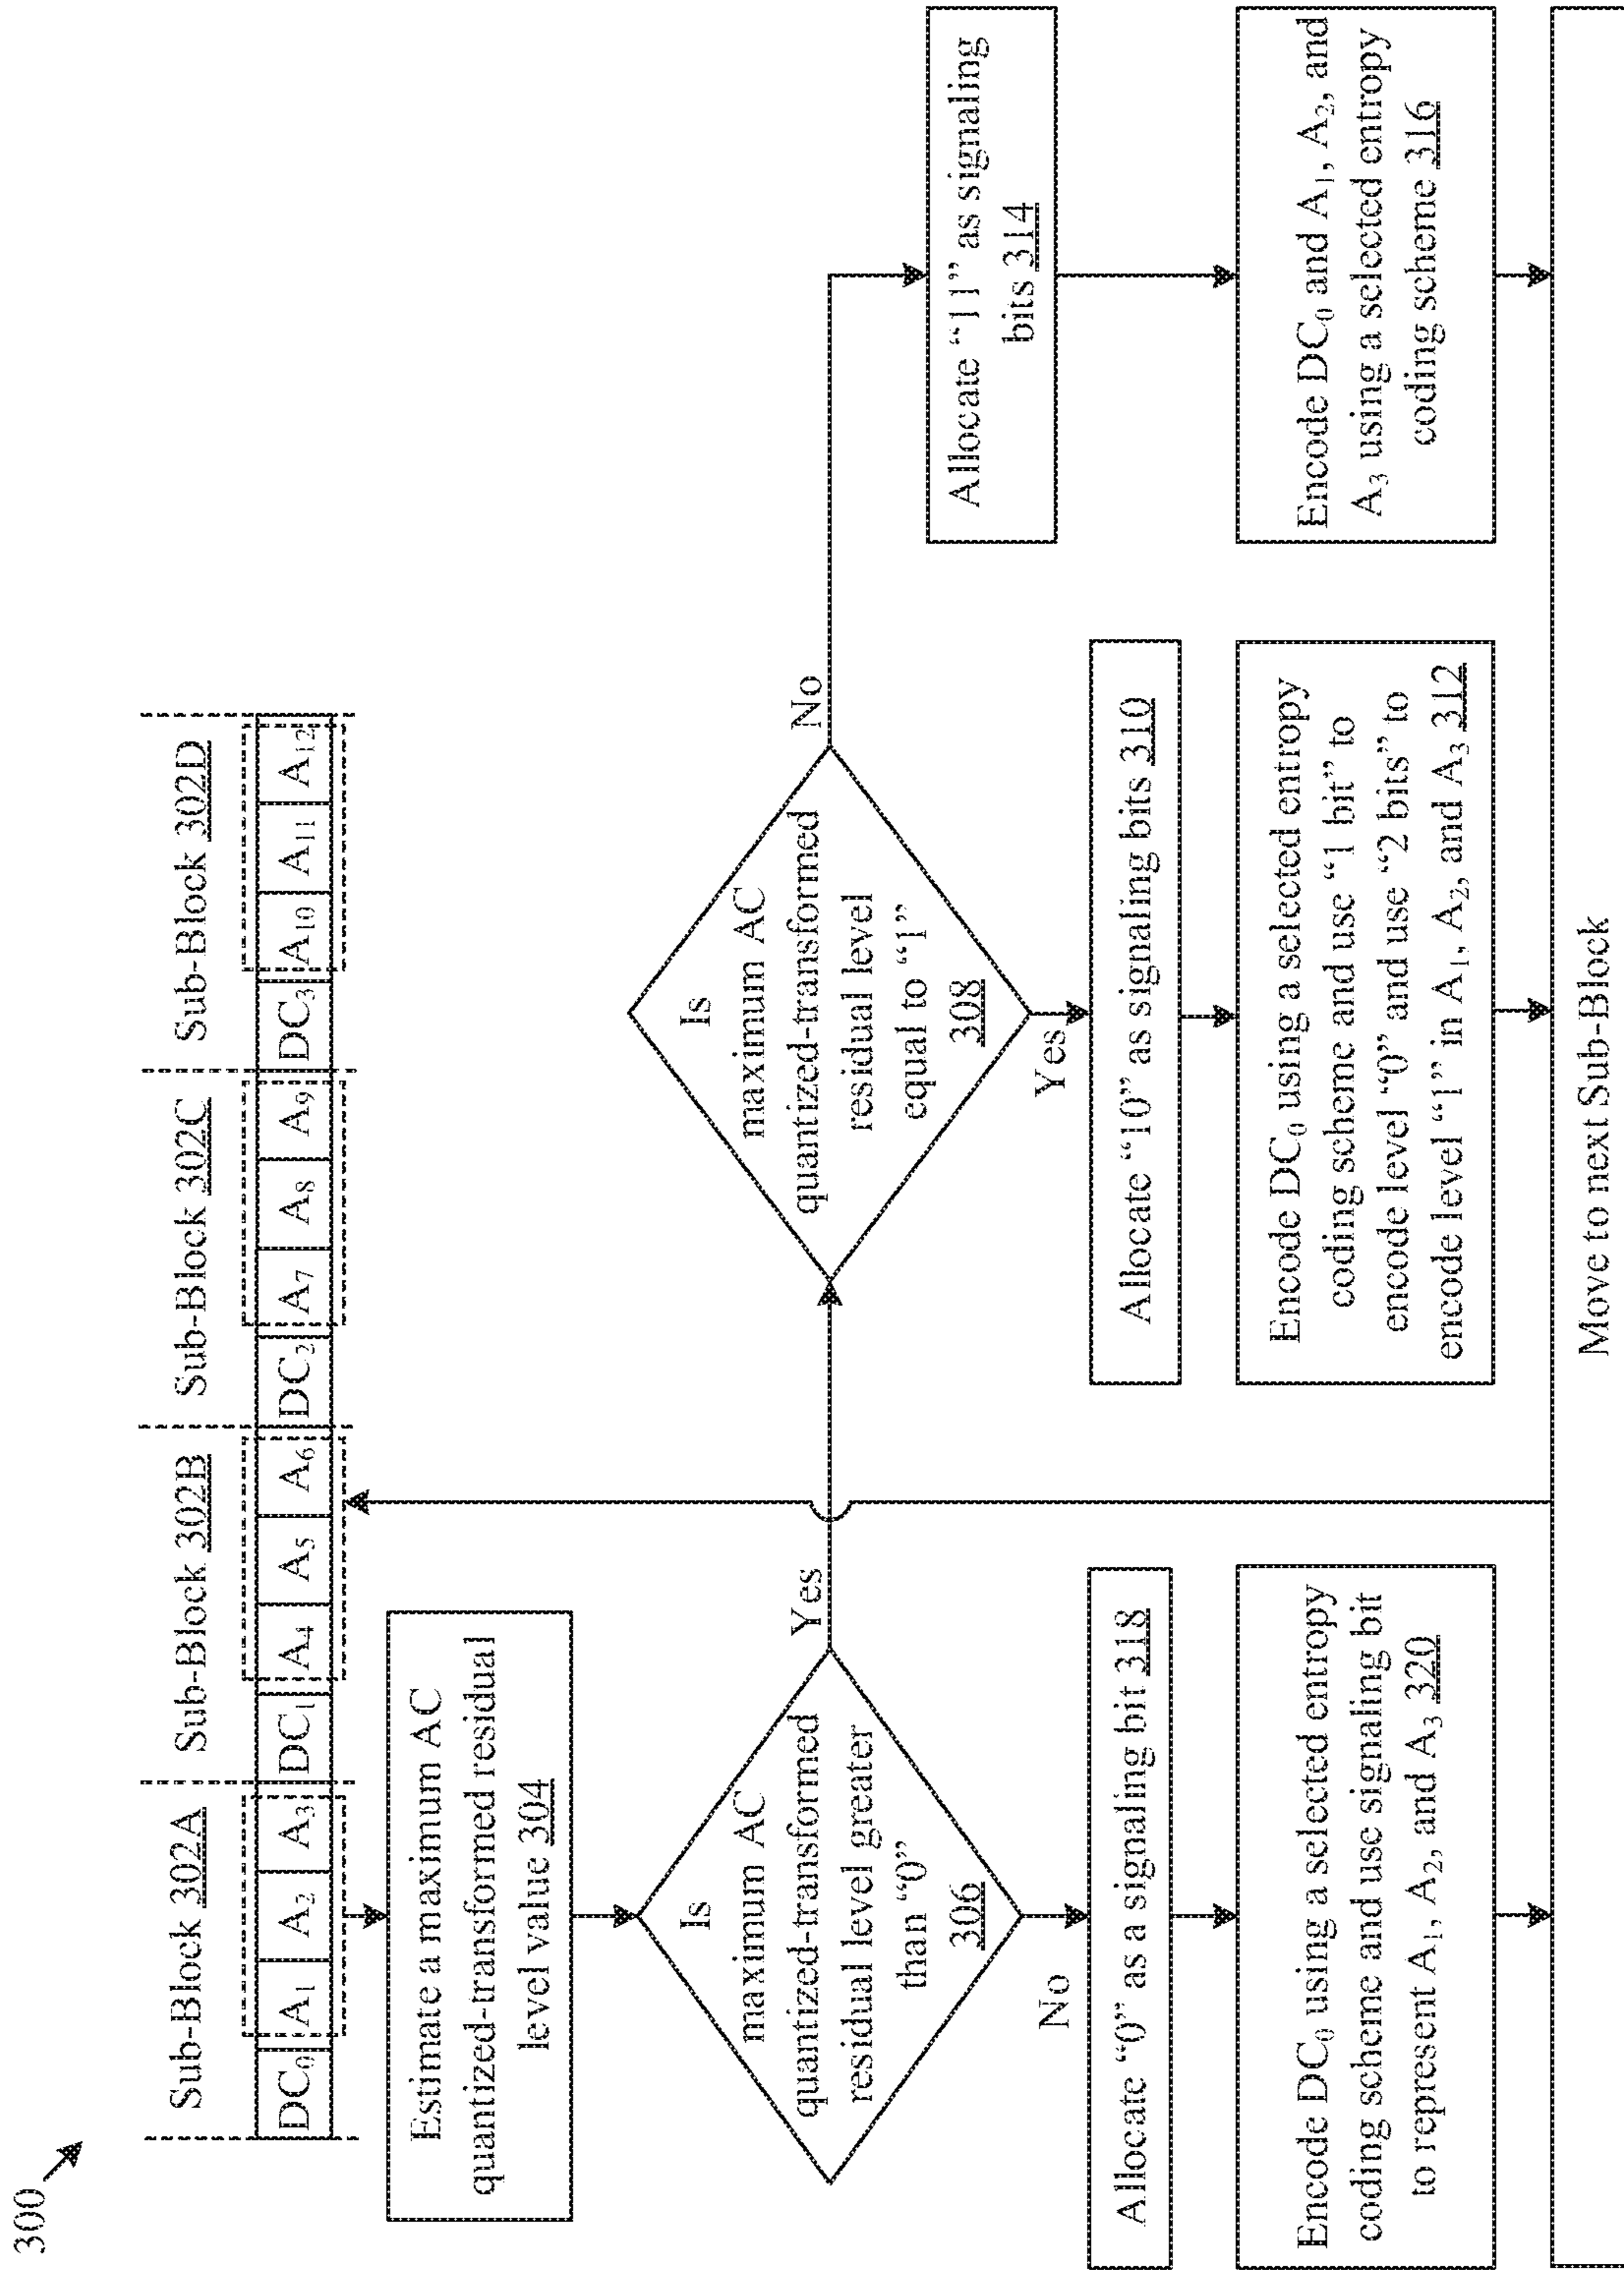 300
Sub-Block 302A
Sub-Block 302B
Sub-Block 302C
Sub-Block 302D
DC₀ A₁ A₂ A₃ DC₁ A₄ A₅ A₆ DC₂ A₇ A₈ A₉ DC₃ A₁₀ A₁₁ A₁₂
Estimate a maximum AC
quantized-transformed residual
level value 304
Is
maximum AC
quantized-transformed
residual level greater
than “0”
306
Yes
No
Is
maximum AC
quantized-transformed
residual level
equal to “1”
308
No
Yes
Allocate “11” as signaling
bits 314
Allocate “0” as a signaling bit 318
Allocate “10” as signaling bits 310
Encode DC₀ using a selected entropy
coding scheme and use signaling bit
to represent A₁, A₂, and A₃ 320
Encode DC₀ using a selected entropy
coding scheme and use “1 bit” to
encode level “0” and use “2 bits” to
encode level “1” in A₁, A₂, and A₃ 312
Encode DC₀ and A₁, A₂, and
A₃ using a selected entropy
coding scheme 316
Move to next Sub-Block